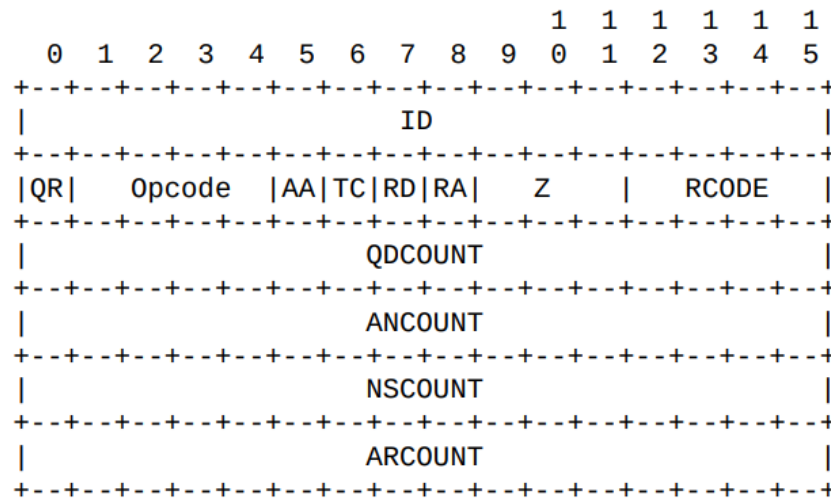 1  1  1  1  1  1
  0  1  2  3  4  5  6  7  8  9  0  1  2  3  4  5
+--+--+--+--+--+--+--+--+--+--+--+--+--+--+--+--+
|                      ID                       |
+--+--+--+--+--+--+--+--+--+--+--+--+--+--+--+--+
|QR|   Opcode  |AA|TC|RD|RA|   Z    |   RCODE   |
+--+--+--+--+--+--+--+--+--+--+--+--+--+--+--+--+
|                    QDCOUNT                    |
+--+--+--+--+--+--+--+--+--+--+--+--+--+--+--+--+
|                    ANCOUNT                    |
+--+--+--+--+--+--+--+--+--+--+--+--+--+--+--+--+
|                    NSCOUNT                    |
+--+--+--+--+--+--+--+--+--+--+--+--+--+--+--+--+
|                    ARCOUNT                    |
+--+--+--+--+--+--+--+--+--+--+--+--+--+--+--+--+